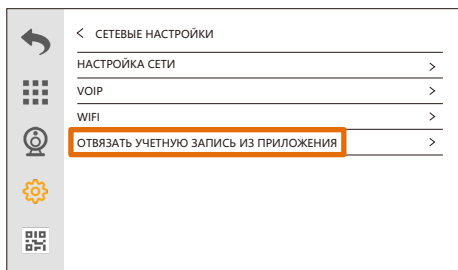 < СЕТЕВЫЕ НАСТРОЙКИ
НАСТРОЙКА СЕТИ >
VOIP >
WIFI >
ОТВЯЗАТЬ УЧЕТНУЮ ЗАПИСЬ ИЗ ПРИЛОЖЕНИЯ >